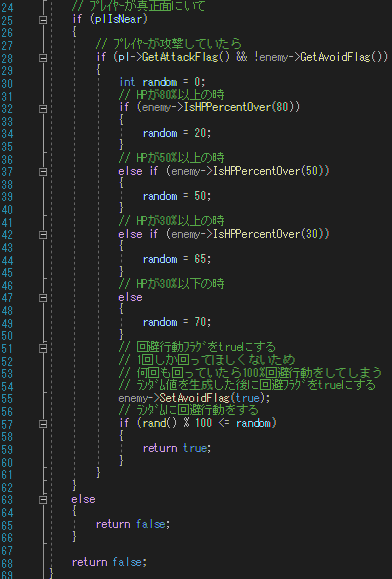 24 // プレイヤーが真正面にいて
25 if (plIsNear)
26 {
27 // プレイヤーが攻撃していたら
28 if (pl->GetAttackFlag() && !enemy->GetAvoidFlag())
29 {
30 int random = 0;
31 // HPが80%以上の時
32 if (enemy->IsHPPercentOver(80))
33 {
34 random = 20;
35 }
36 // HPが50%以上の時
37 else if (enemy->IsHPPercentOver(50))
38 {
39 random = 50;
40 }
41 // HPが30%以上の時
42 else if (enemy->IsHPPercentOver(30))
43 {
44 random = 65;
45 }
46 // HPが30%以下の時
47 else
48 {
49 random = 70;
50 }
51 // 回避行動フラグをtrueにする
52 // 1回しか回ってほしくないため
53 // 何回も回っていたら100%回避行動をしてしまう
54 // ランダム値を生成した後に回避フラグをtrueにする
55 enemy->SetAvoidFlag(true);
56 // ランダムに回避行動をする
57 if (rand() % 100 <= random)
58 {
59 return true;
60 }
61 }
62 }
63 else
64 {
65 return false;
66 }
67
68 return false;
69 }